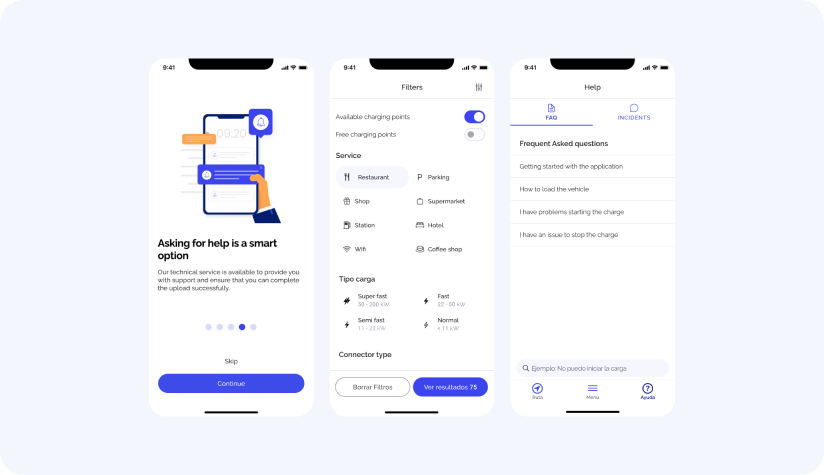 9:41
09:20
Asking for help is a smart
option
Our technical service is available to provide you
with support and ensure that you can complete
the upload successfully.
Skip
Continue
9:41
Filters
Available charging points
Free charging points
Service
Restaurant
Parking
Shop
Supermarket
Station
Hotel
Wifi
Coffee shop
Tipo carga
Super fast
50 - 200 kW
Fast
22 - 50 kW
Semi fast
11 - 22 kW
Normal
< 11 kW
Connector type
Borrar Filtros
Ver resultados 75
9:41
Help
FAQ
INCIDENTS
Frequent Asked questions
Getting started with the application
How to load the vehicle
I have problems starting the charge
I have an issue to stop the charge
Ejemplo: No puedo iniciar la carga
Ruta
Menú
Ayuda